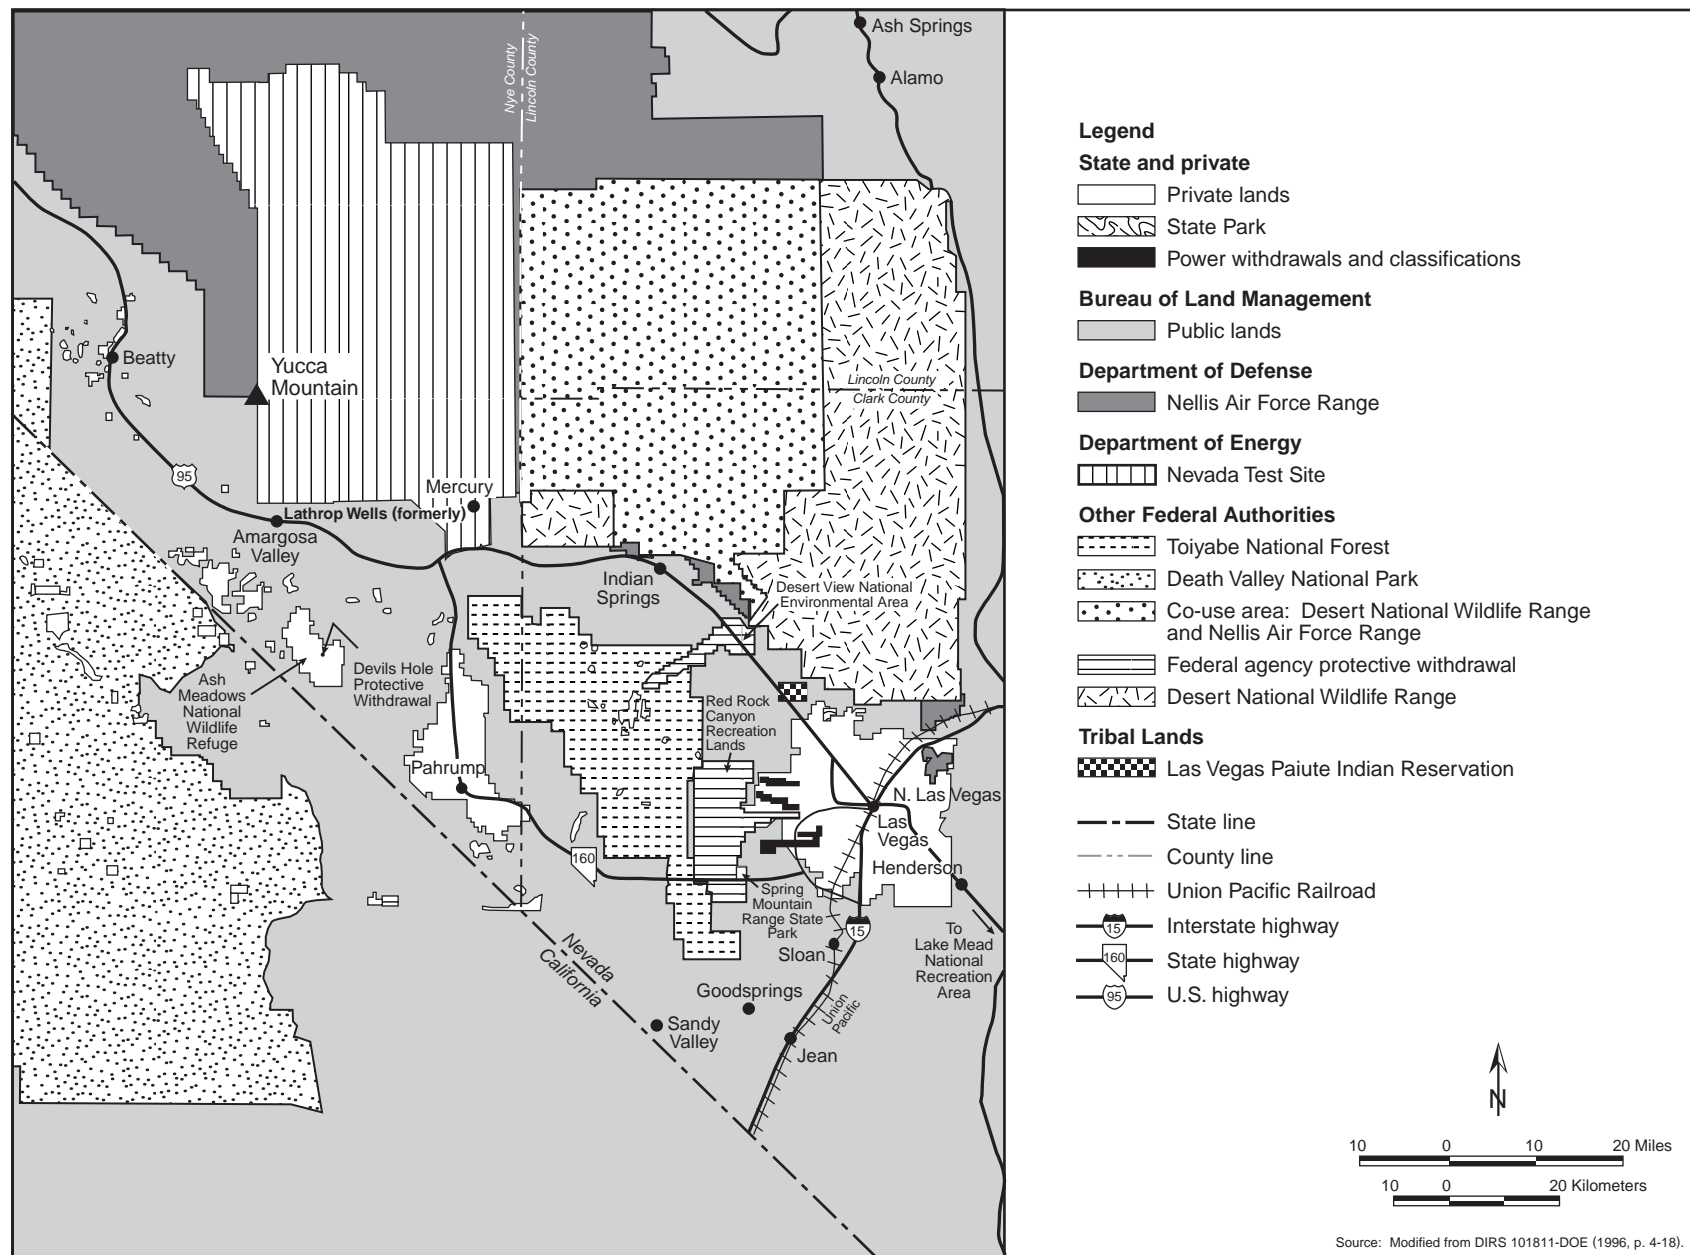 Ash Springs
Alamo
Nye County
Lincoln County
Beatty
Yucca
Mountain
Lincoln County
Clark County
95
Mercury
Lathrop Wells (formerly)
Amargosa
Valley
Indian
Springs
Desert View National
Environmental Area
Ash
Meadows
National
Wildlife
Refuge
Devils Hole
Protective
Withdrawal
Red Rock
Canyon
Recreation
Lands
Pahrump
N. Las Vegas
Las
Vegas
Henderson
160
Spring
Mountain
Range State
Park
15
Sloan
To
Lake Mead
National
Recreation
Area
Nevada
California
Goodsprings
Sandy
Valley
Union
Pacific
Jean
Legend
State and private
Private lands
State Park
Power withdrawals and classifications
Bureau of Land Management
Public lands
Department of Defense
Nellis Air Force Range
Department of Energy
Nevada Test Site
Other Federal Authorities
Toiyabe National Forest
Death Valley National Park
Co-use area: Desert National Wildlife Range
and Nellis Air Force Range
Federal agency protective withdrawal
Desert National Wildlife Range
Tribal Lands
Las Vegas Paiute Indian Reservation
State line
County line
Union Pacific Railroad
15 Interstate highway
160 State highway
95 U.S. highway
N
10 0 10 20 Miles
10 0 20 Kilometers
Source: Modified from DIRS 101811-DOE (1996, p. 4-18).